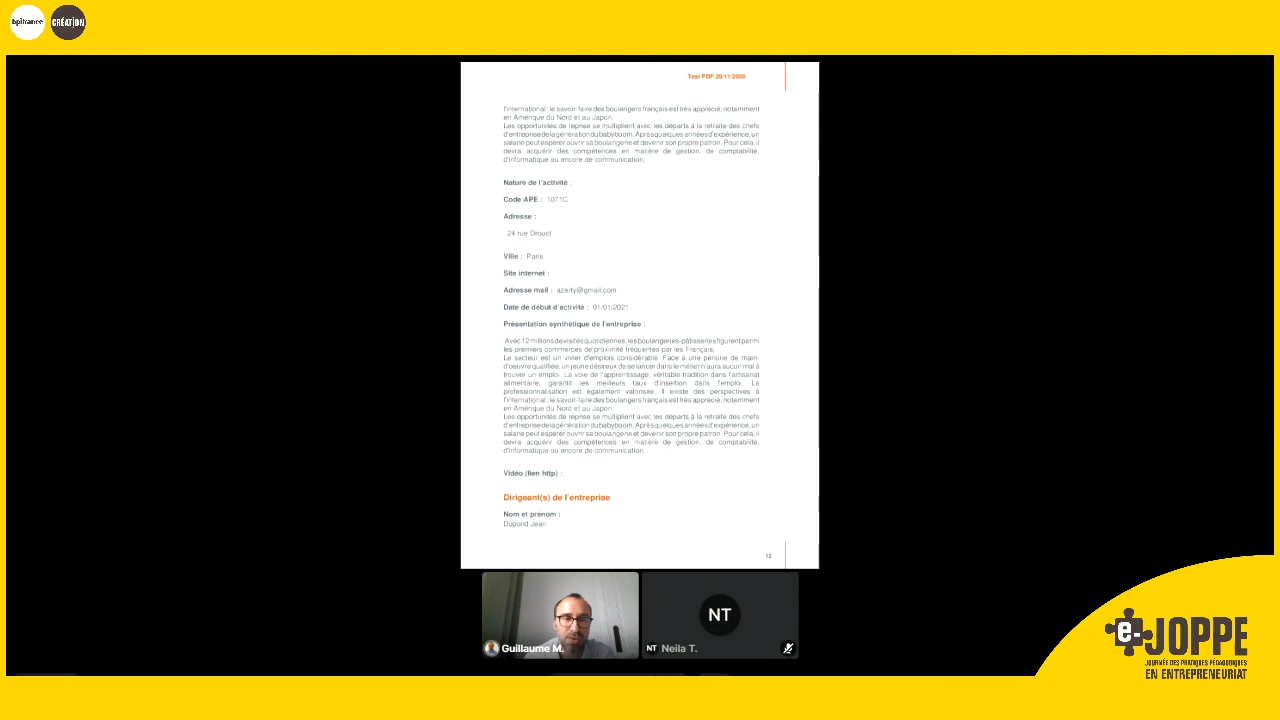 bpifrance
CRÉATION
Test PDF 20/11/2020
l'international : le savoir-faire des boulangers français est très apprécié, notamment
en Amérique du Nord et au Japon.
Les opportunités de reprise se multiplient avec les départs à la retraite des chefs
d'entreprise de la génération du baby boom. Après quelques années d'expérience, un
salarié peut espérer ouvrir sa boulangerie et devenir son propre patron. Pour cela, il
devra acquérir des compétences en matière de gestion, de comptabilité,
d'informatique ou encore de communication.
Nature de l'activité :
Code APE : 1071C
Adresse :
24 rue Drouot
Ville : Paris
Site internet :
Adresse mail : azerty@gmail.com
Date de début d'activité : 01/01/2021
Présentation synthétique de l'entreprise :
Avec 12 millions de visites quotidiennes, les boulangeries-pâtisseries figurent parmi
les premiers commerces de proximité fréquentés par les Français.
Le secteur est un vivier d'emplois considérable. Face à une pénurie de main-
d'oeuvre qualifiée, un jeune désireux de se lancer dans le métier n'aura aucun mal à
trouver un emploi. La voie de l'apprentissage, véritable tradition dans l'artisanat
alimentaire, garantit les meilleurs taux d'insertion dans l'emploi. La
professionnalisation est également valorisée. Il existe des perspectives à
l'international : le savoir-faire des boulangers français est très apprécié, notamment
en Amérique du Nord et au Japon.
Les opportunités de reprise se multiplient avec les départs à la retraite des chefs
d'entreprise de la génération du baby boom. Après quelques années d'expérience, un
salarié peut espérer ouvrir sa boulangerie et devenir son propre patron. Pour cela, il
devra acquérir des compétences en matière de gestion, de comptabilité,
d'informatique ou encore de communication.
Vidéo (lien http) :
Dirigeant(s) de l'entreprise
Nom et prénom :
Dupond Jean
12
NT
Guillaume M.
NT Neila T.
e-JOPPE
JOURNÉE DES PRATIQUES PÉDAGOGIQUES
EN ENTREPRENEURIAT